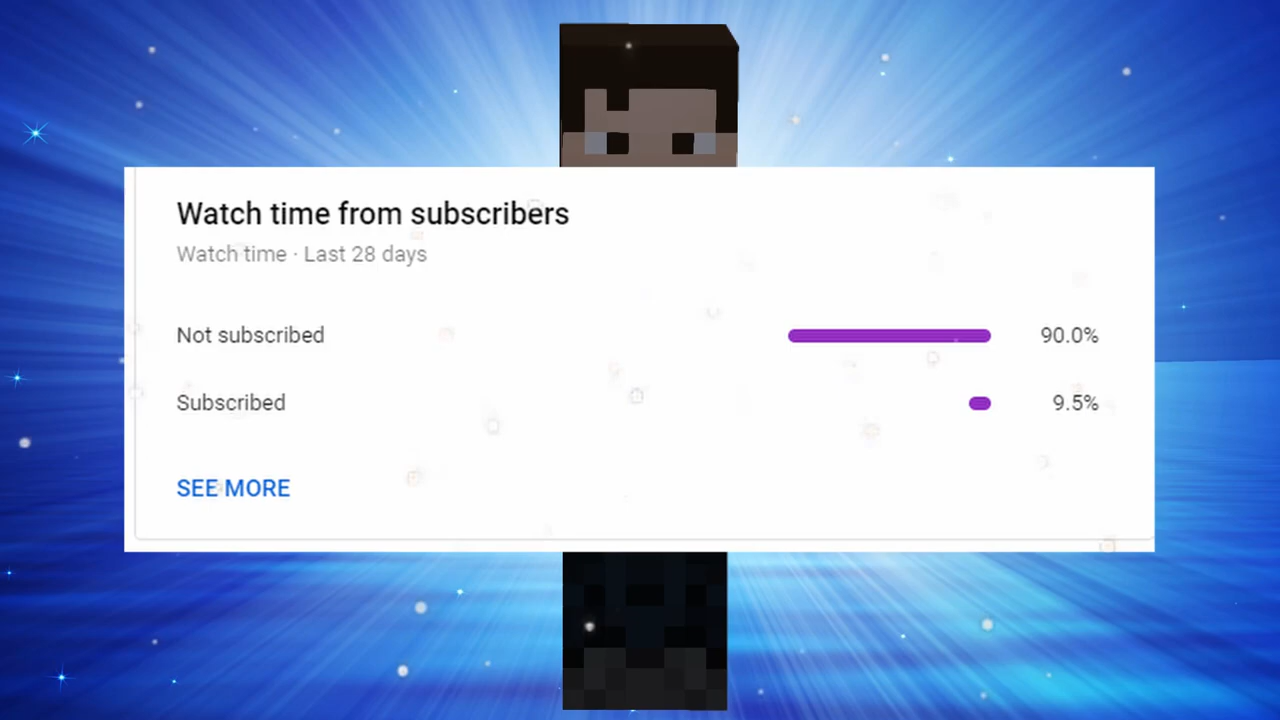 Watch time from subscribers
Watch time · Last 28 days
Not subscribed 90.0%
Subscribed 9.5%
SEE MORE